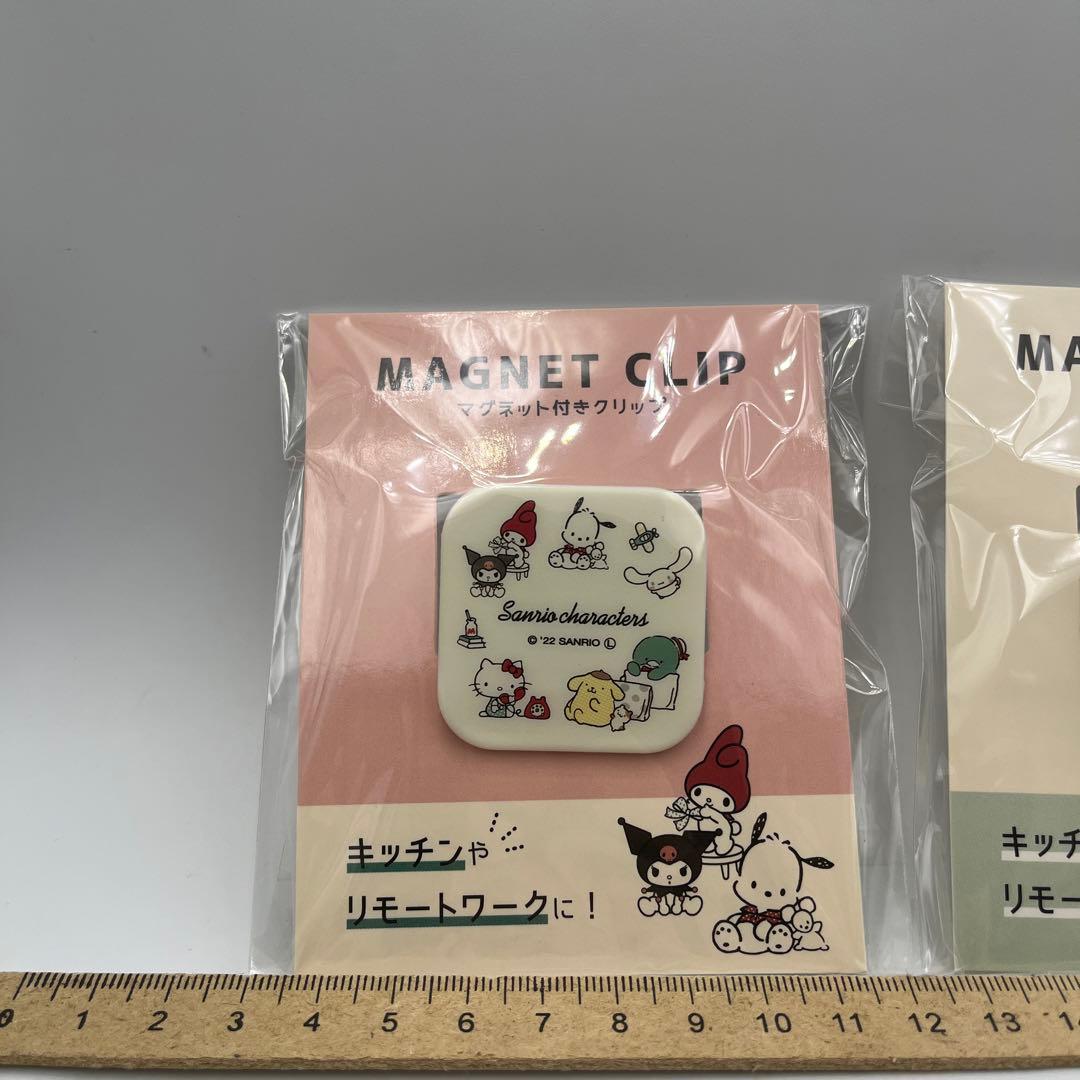 MAGNET CLIP
マグネット付きクリップ
Sanrio characters
© '22 SANRIO Ⓛ
M
キッチンや
リモートワークに！
MA
キッチ
リモー
0 1 2 3 4 5 6 7 8 9 10 11 12 13